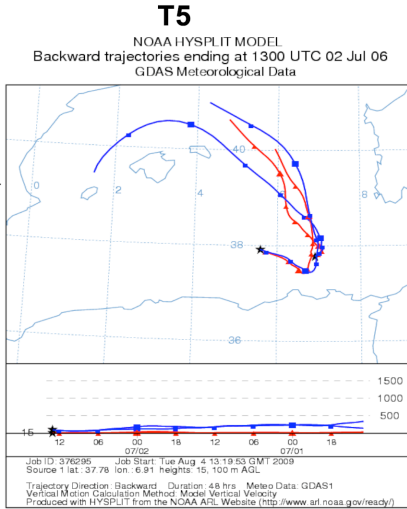 T5
NOAA HYSPLIT MODEL
Backward trajectories ending at 1300 UTC 02 Jul 06
GDAS Meteorological Data
40
0
2
4
8
38
36
1500
1000
500
15
12 06 00 18 12 06 00 18
07/02 07/01
Job ID: 376295 Job Start: Tue Aug 4 13:19:53 GMT 2009
Source 1 lat.: 37.78 lon.: 6.91 heights: 15, 100 m AGL
Trajectory Direction: Backward Duration: 48 hrs Meteo Data: GDAS1
Vertical Motion Calculation Method: Model Vertical Velocity
Produced with HYSPLIT from the NOAA ARL Website (http://www.arl.noaa.gov/ready/)